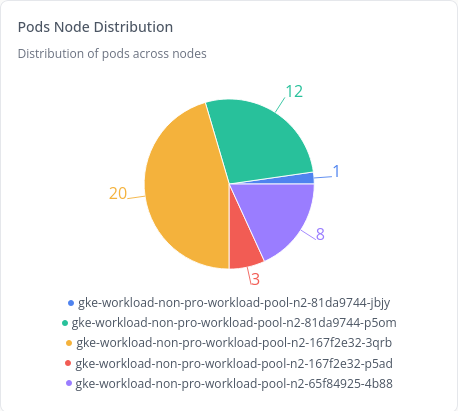 Pods Node Distribution
Distribution of pods across nodes
12
1
20
8
3
gke-workload-non-pro-workload-pool-n2-81da9744-jbjy
gke-workload-non-pro-workload-pool-n2-81da9744-p5om
gke-workload-non-pro-workload-pool-n2-167f2e32-3qrb
gke-workload-non-pro-workload-pool-n2-167f2e32-p5ad
gke-workload-non-pro-workload-pool-n2-65f84925-4b88